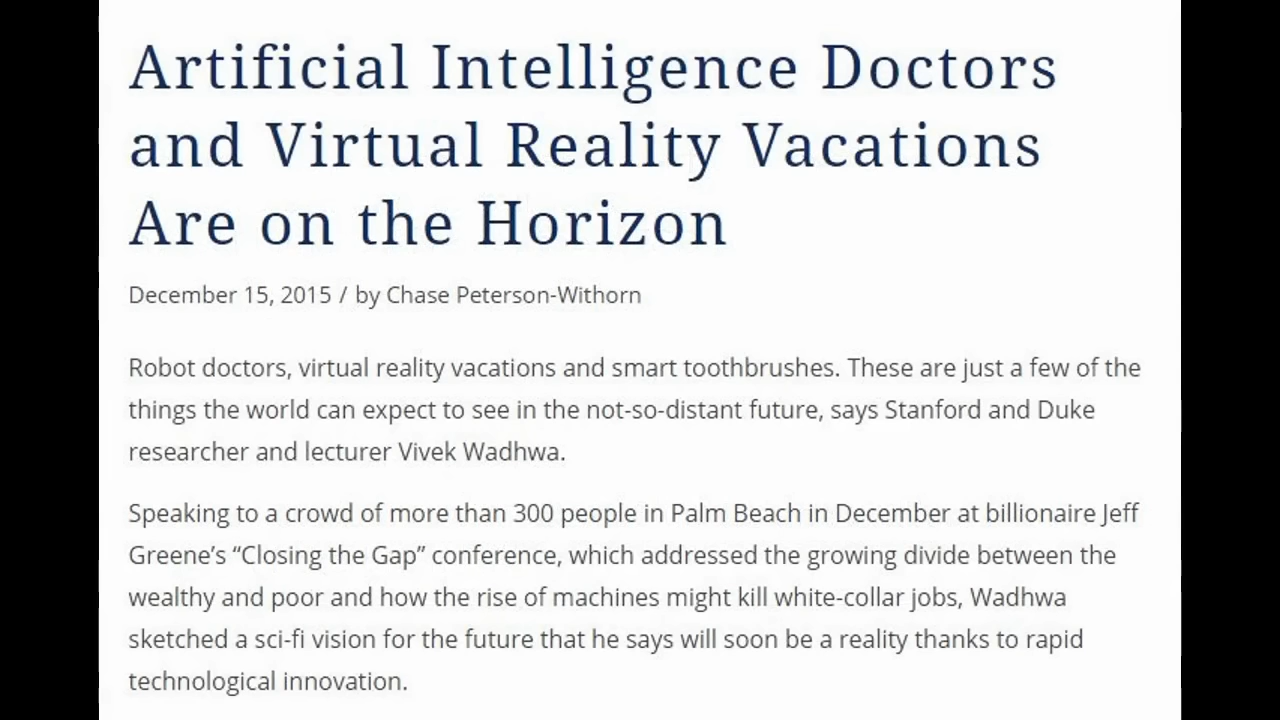 Artificial Intelligence Doctors
and Virtual Reality Vacations
Are on the Horizon
December 15, 2015 / by Chase Peterson-Withorn
Robot doctors, virtual reality vacations and smart toothbrushes. These are just a few of the
things the world can expect to see in the not-so-distant future, says Stanford and Duke
researcher and lecturer Vivek Wadhwa.
Speaking to a crowd of more than 300 people in Palm Beach in December at billionaire Jeff
Greene’s “Closing the Gap” conference, which addressed the growing divide between the
wealthy and poor and how the rise of machines might kill white-collar jobs, Wadhwa
sketched a sci-fi vision for the future that he says will soon be a reality thanks to rapid
technological innovation.